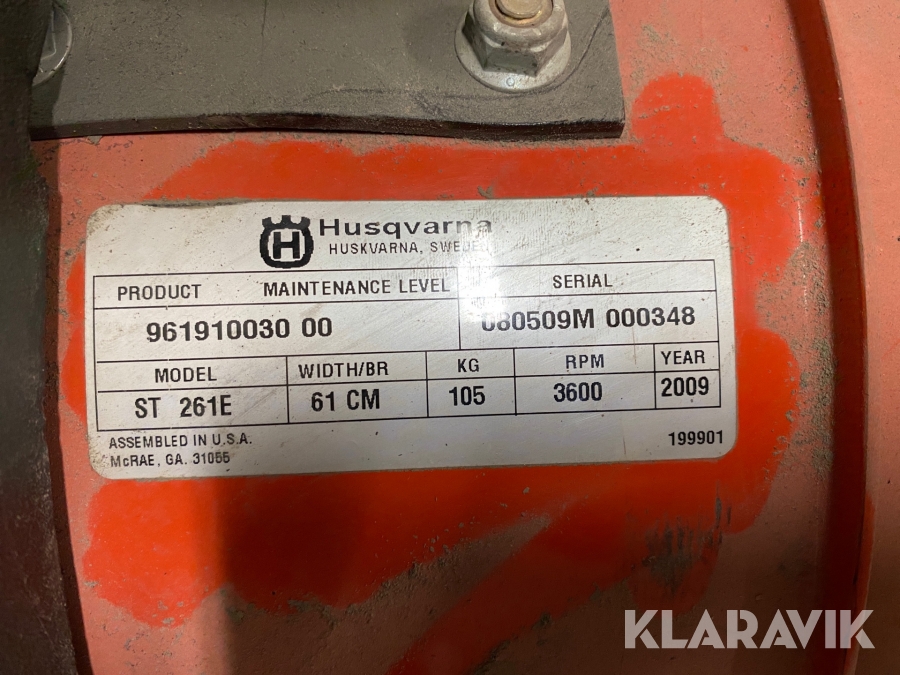 Husqvarna
HUSKVARNA, SWEDEN
PRODUCT MAINTENANCE LEVEL SERIAL
961910030 00 080509M 000348
MODEL WIDTH/BR KG RPM YEAR
ST 261E 61 CM 105 3600 2009
ASSEMBLED IN U.S.A. 199901
McRAE, GA. 31055
KLARAVIK